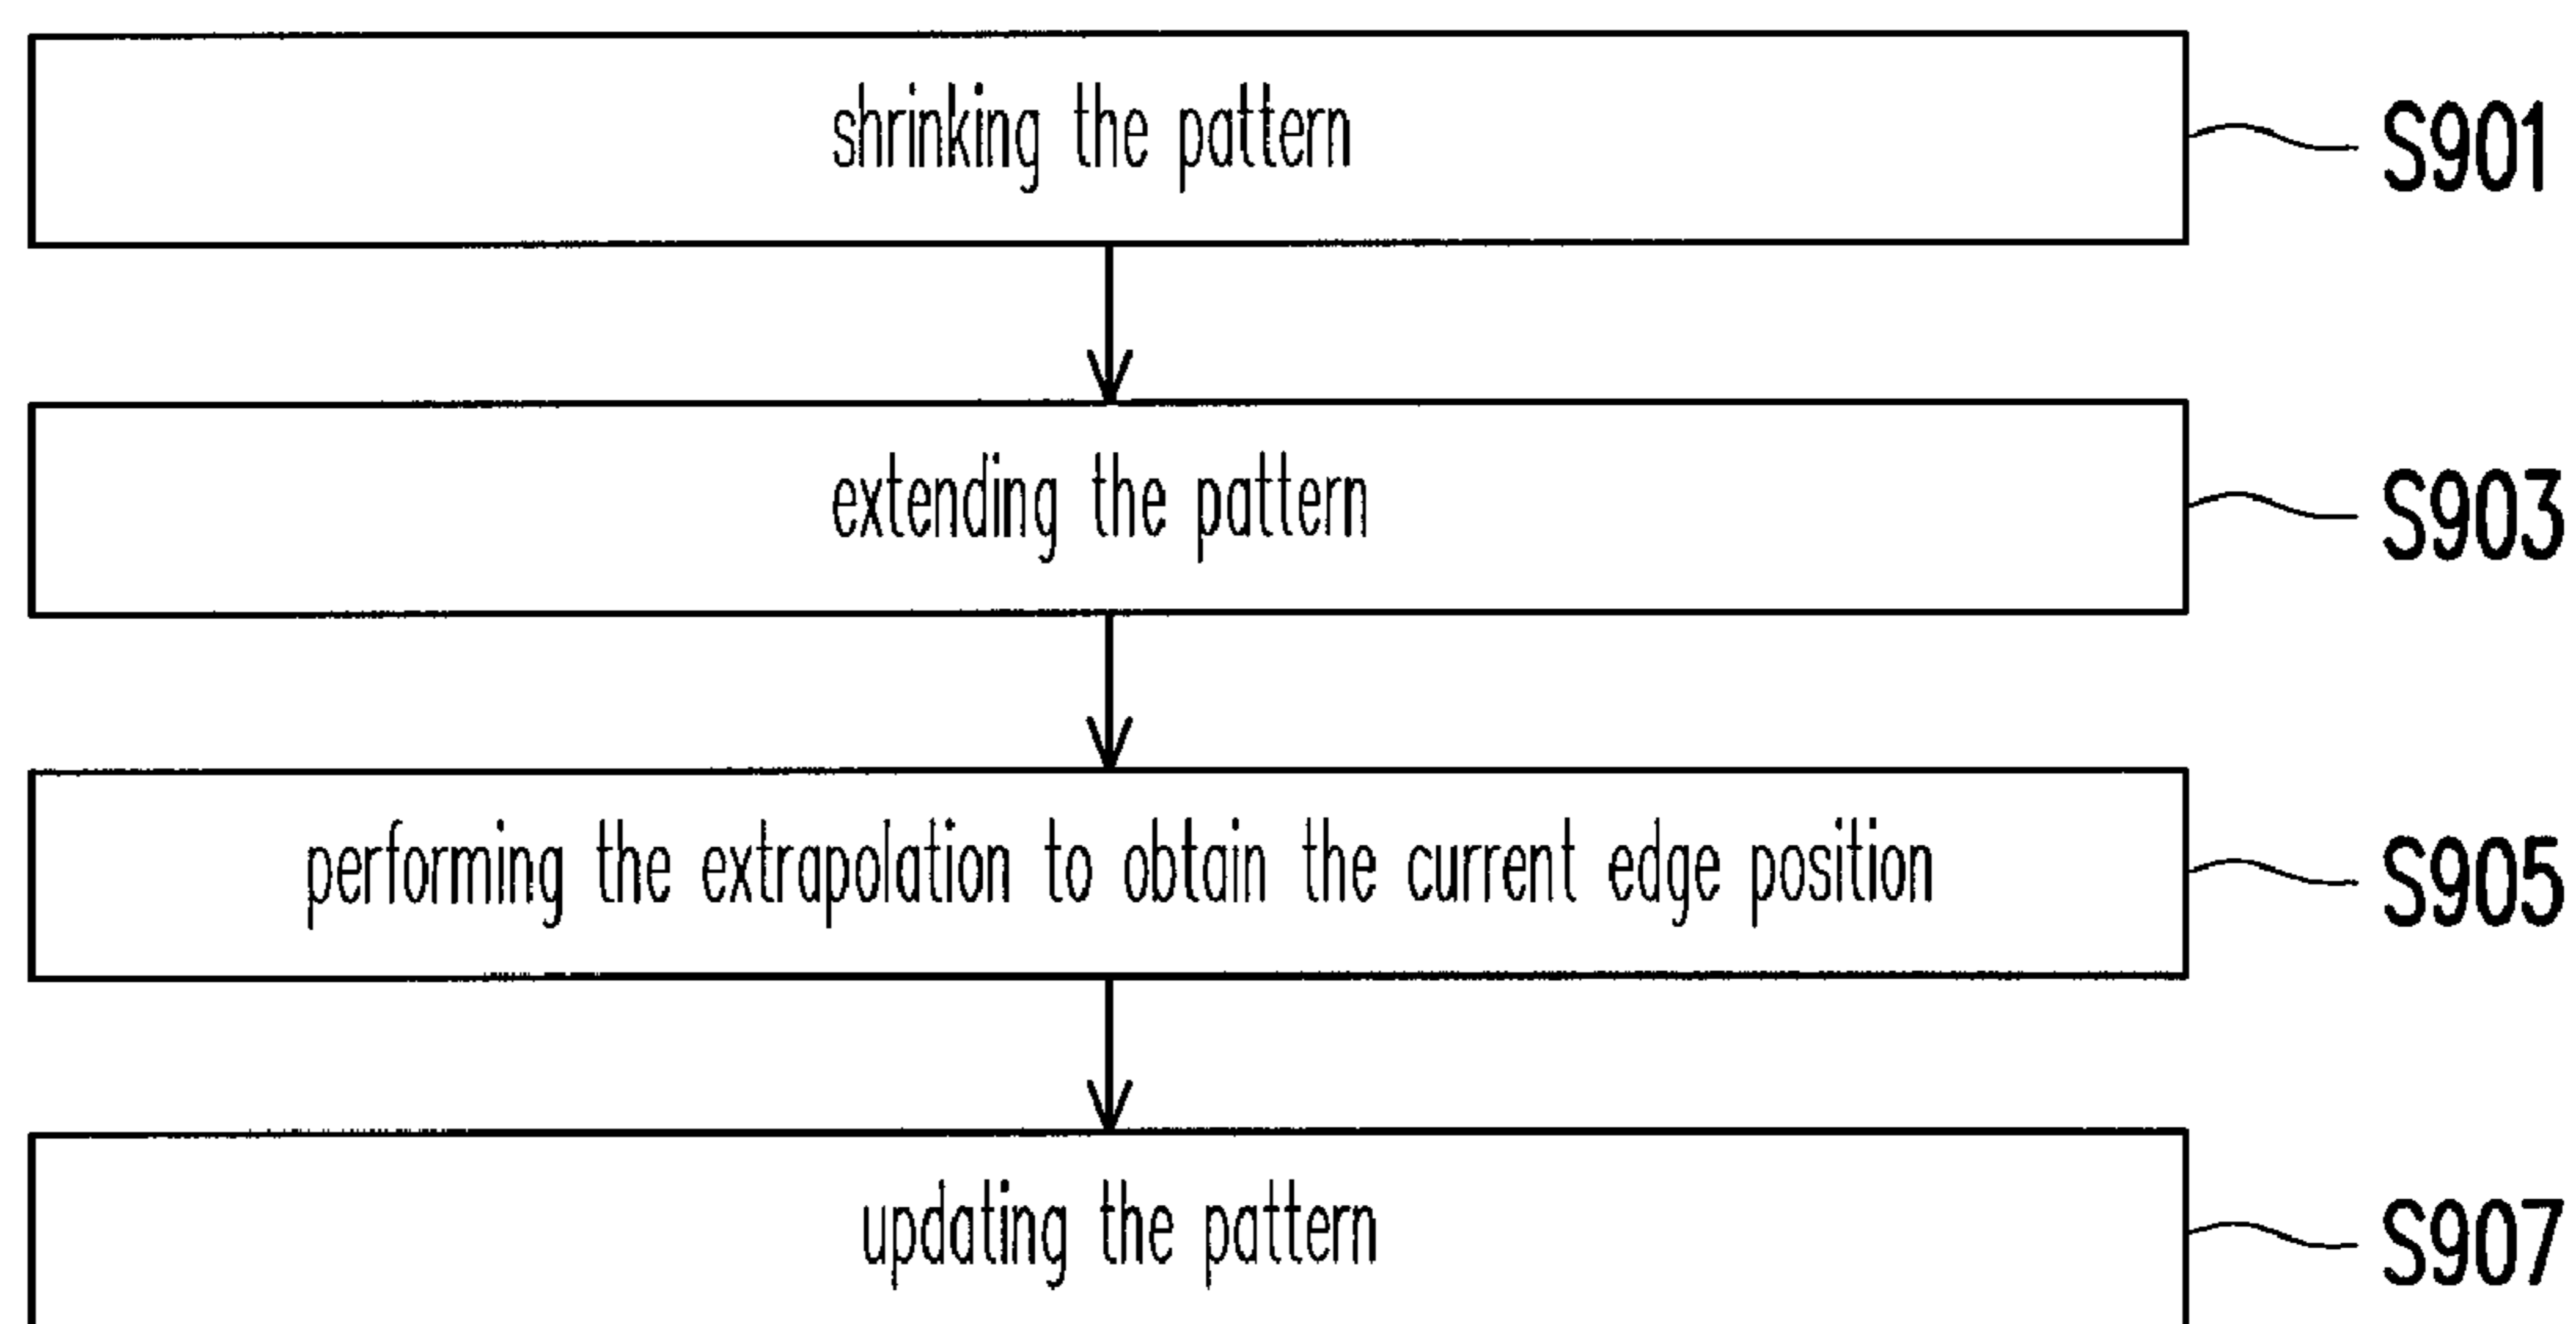 shrinking the pattern
S901
extending the pattern
S903
performing the extrapolation to obtain the current edge position
S905
updating the pattern
S907